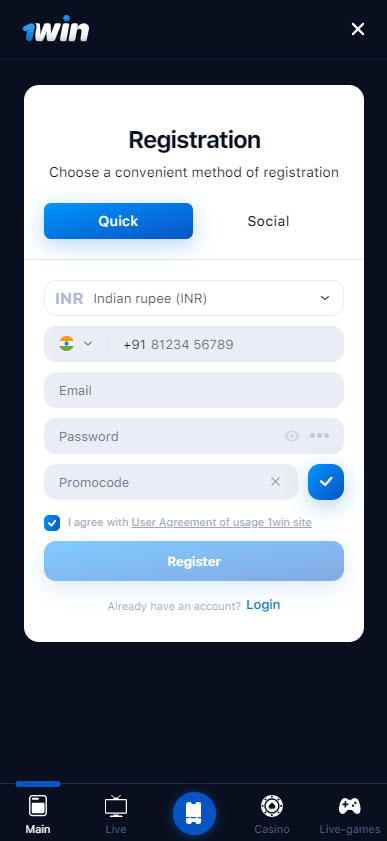 1win
Registration
Choose a convenient method of registration
Quick
Social
INR Indian rupee (INR)
+91 81234 56789
Email
Password
Promocode
I agree with User Agreement of usage 1win site
Register
Already have an account? Login
Main
Live
Casino
Live-games